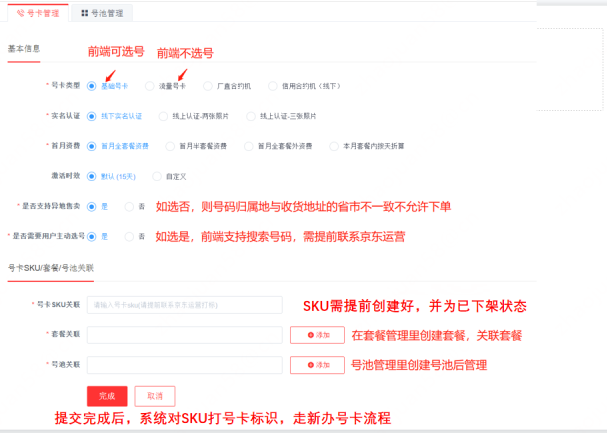 号卡管理 号池管理
基本信息 前端可选号 前端不选号
* 号卡类型 基础号卡 流量号卡 厂直合约机 信用合约机（线下）
* 实名认证 线下实名认证 线上认证-两张照片 线上认证-三张照片
* 首月资费 首月全套餐资费 首月半套餐资费 首月全套餐外资费 本月套餐内按天折算
激活时效 默认 (15天) 自定义
* 是否支持异地售卖 是 否 如选否，则号码归属地与收货地址的省市不一致不允许下单
* 是否需要用户主动选号 是 否 如选是，前端支持搜索号码，需提前联系京东运营
号卡SKU/套餐/号池关联
* 号卡SKU关联 请输入号卡sku(请提前联系京东运营打标) SKU需提前创建好，并为已下架状态
* 套餐关联 添加 在套餐管理里创建套餐，关联套餐
* 号池关联 添加 号池管理里创建号池后管理
完成 取消
提交完成后，系统对SKU打号卡标识，走新办号卡流程